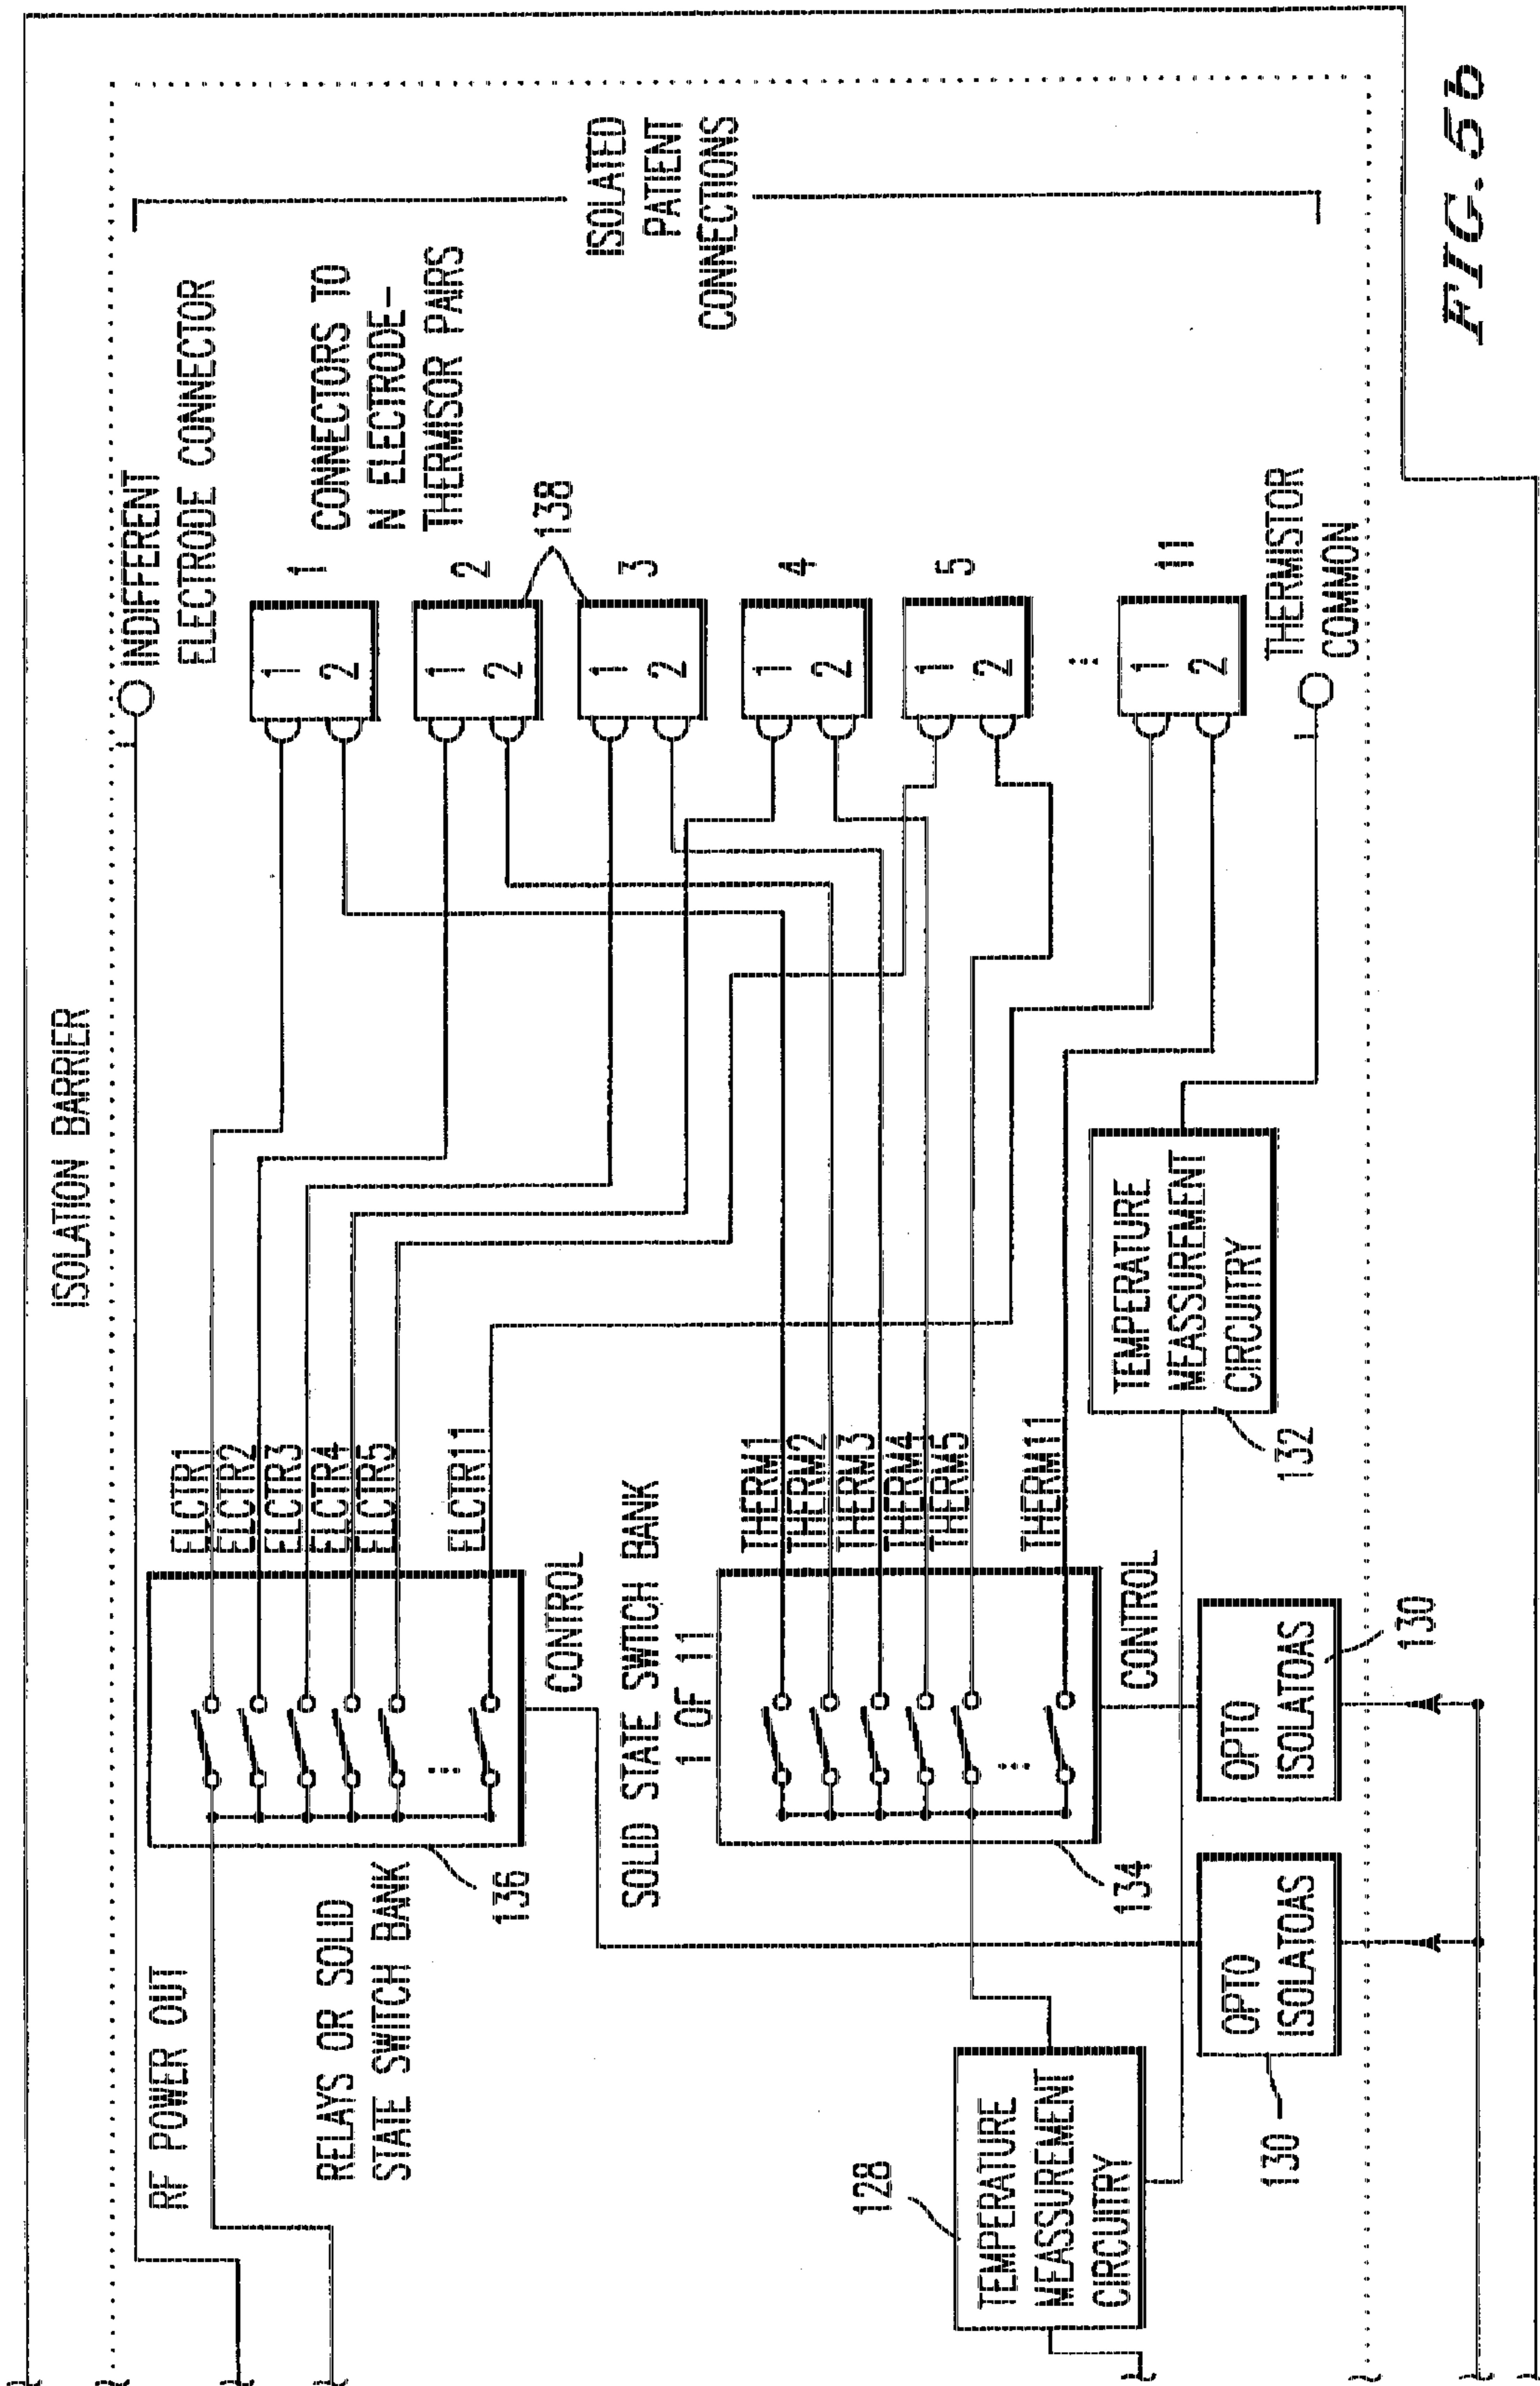 ISOLATION BARRIER
RF POWER OUT
RELAYS OR SOLID
STATE SWITCH BANK
136
ELCTR1
ELCTR2
ELCTR3
ELCTR4
ELCTR5
ELCTR11
CONTROL
INDIFFERENT
ELECTRODE CONNECTOR
1
2
1
CONNECTORS TO
N ELECTRODE-
THERMISOR PAIRS
1
2
2
138
1
2
3
1
2
4
1
2
5
1
2
11
ISOLATED
PATIENT
CONNECTIONS
SOLID STATE SWTICH BANK
1 OF 11
134
THERM1
THERM2
THERM3
THERM4
THERM5
THERM11
CONTROL
THERMISTOR
COMMON
128
TEMPERATURE
MEASSUREMENT
CIRCUITRY
TEMPERATURE
MEASSUREMENT
CIRCUITRY
132
OPTO
ISOLATOAS
130
OPTO
ISOLATOAS
130
FIG. 5b